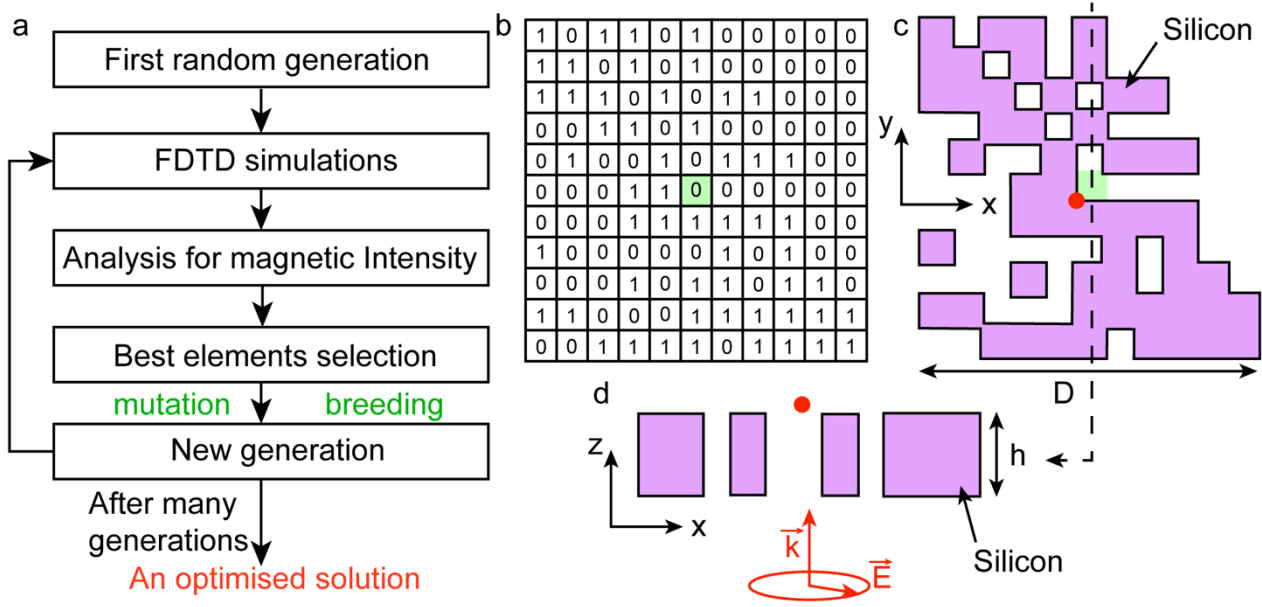 a
First random generation
FDTD simulations
Analysis for magnetic Intensity
Best elements selection
mutation breeding
New generation
After many
generations
An optimised solution
b
1 0 1 1 0 1 0 0 0 0 0
1 1 0 1 0 1 0 0 0 0 0
1 1 1 0 1 0 1 1 0 0 0
0 0 1 1 0 1 0 0 0 0 0
0 1 0 0 1 0 1 1 1 0 0
0 0 0 1 1 0 0 0 0 0 0
0 0 0 1 1 1 1 1 1 0 0
1 0 0 0 0 0 1 0 1 0 0
0 0 0 1 0 1 1 0 1 1 0
1 1 0 0 0 1 1 1 1 1 1
0 0 1 1 1 1 0 1 1 1 1
c
Silicon
y
x
D
d
z
x
h
k
E
Silicon